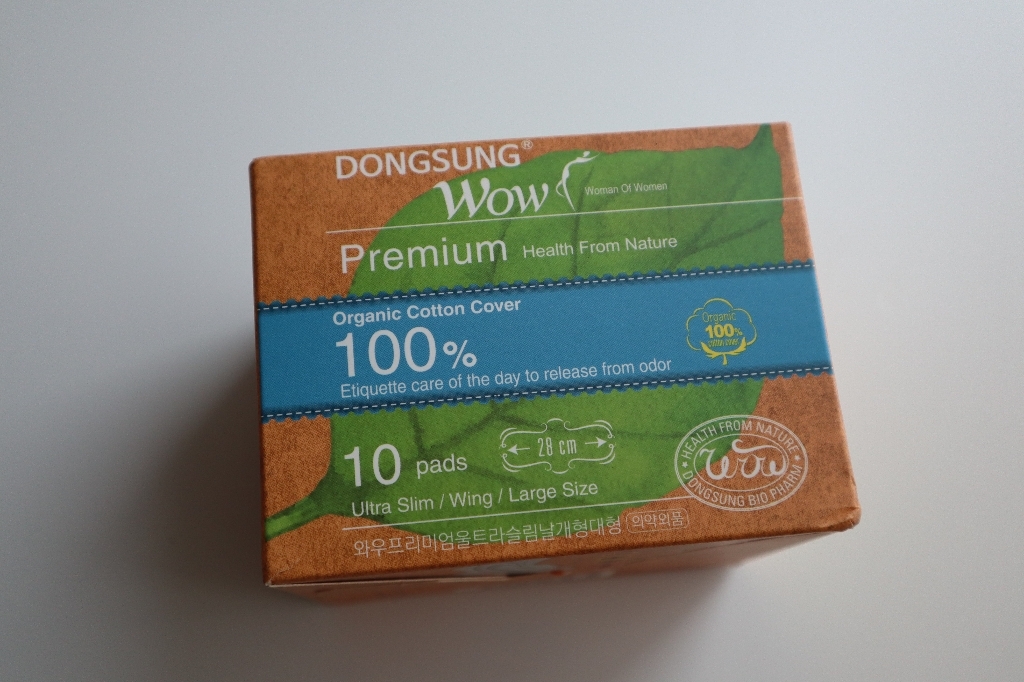 DONGSUNG®
Wow
Woman Of Women
Premium Health From Nature
Organic Cotton Cover
100%
Etiquette care of the day to release from odor
Organic
100%
cotton cover
10 pads
28 cm
Ultra Slim / Wing / Large Size
와우프리미엄울트라슬림날개형대형 의약외품
HEALTH FROM NATURE
wow
DONGSUNG BIO PHARM